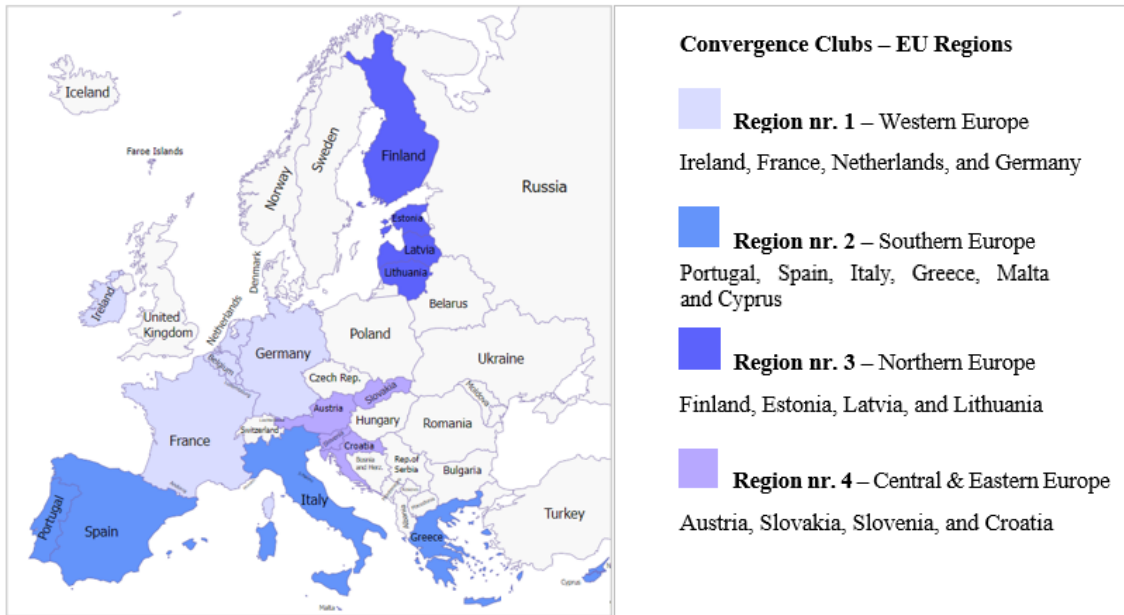 Iceland
Faroe Islands
Norway
Sweden
Finland
Russia
Estonia
Latvia
Lithuania
Denmark
Belarus
Ireland
United
Kingdom
Netherlands
Poland
Germany
Belgium
Ukraine
Czech Rep.
Slovakia
Moldova
Austria
Hungary
Switzerland
Romania
France
Croatia
Bosnia
and Herz.
Rep.of
Serbia
Bulgaria
Italy
Portugal
Spain
Greece
Turkey
Malta
Cyprus
Convergence Clubs – EU Regions
Region nr. 1 – Western Europe
Ireland, France, Netherlands, and Germany
Region nr. 2 – Southern Europe
Portugal, Spain, Italy, Greece, Malta
and Cyprus
Region nr. 3 – Northern Europe
Finland, Estonia, Latvia, and Lithuania
Region nr. 4 – Central & Eastern Europe
Austria, Slovakia, Slovenia, and Croatia